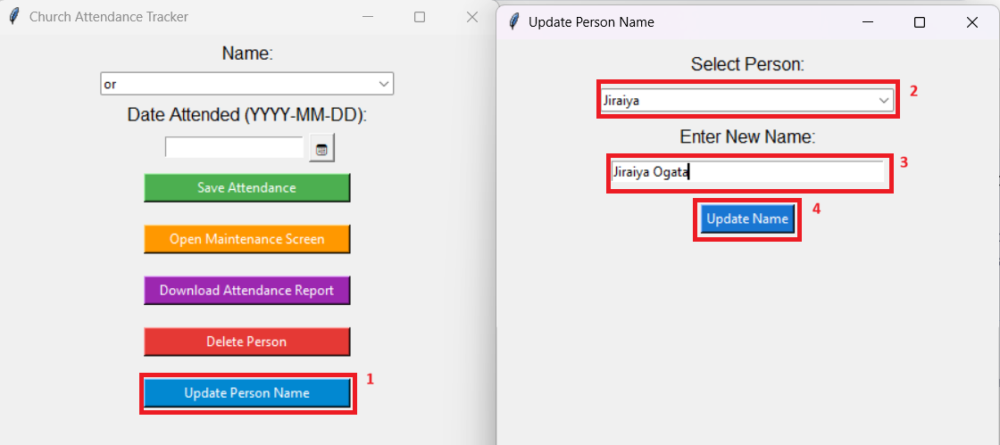 Church Attendance Tracker
Name:
or
Date Attended (YYYY-MM-DD):
Save Attendance
Open Maintenance Screen
Download Attendance Report
Delete Person
Update Person Name
1
Update Person Name
Select Person:
Jiraiya
2
Enter New Name:
Jiraiya Ogata
3
Update Name
4